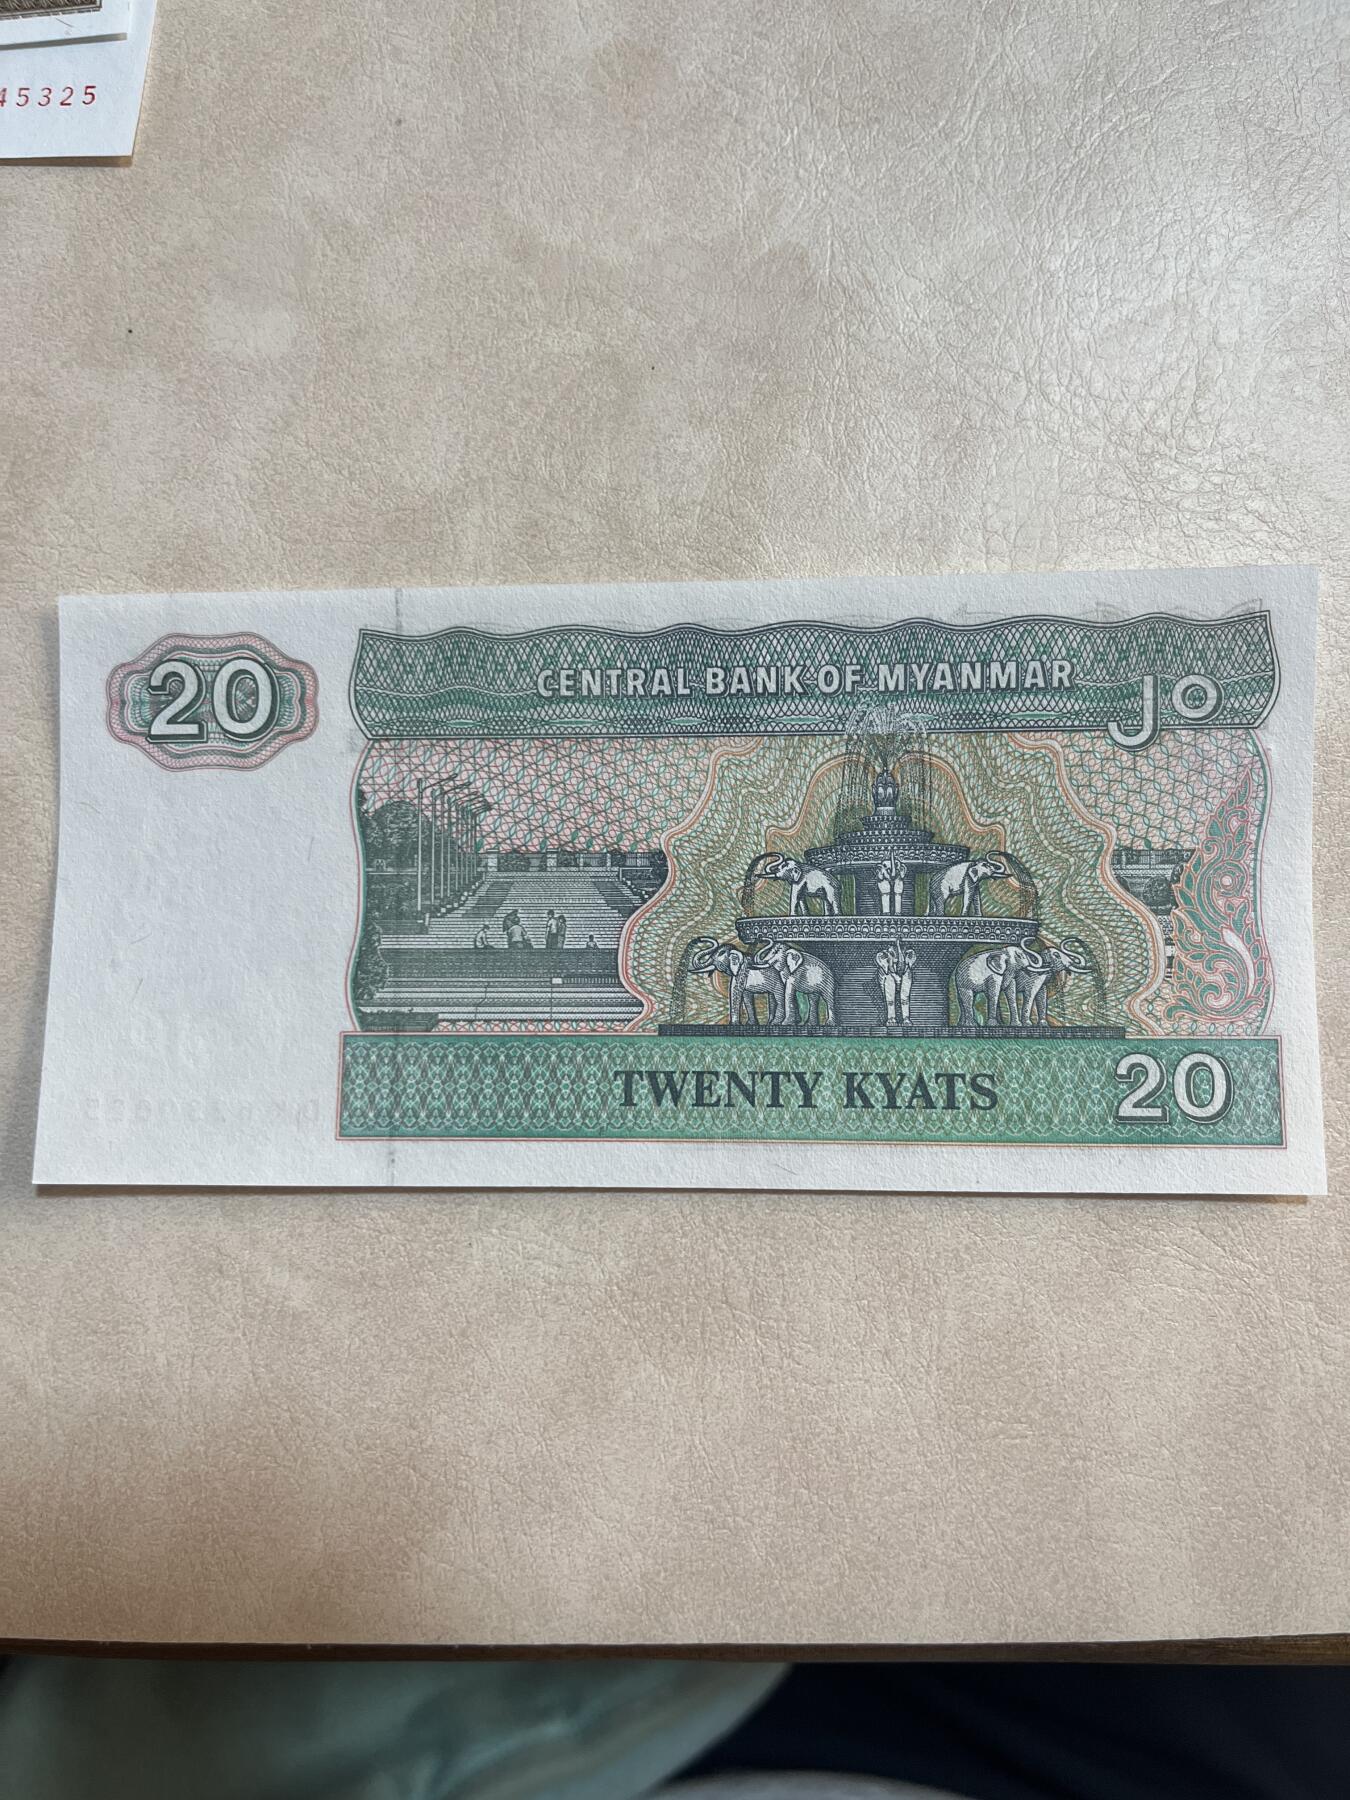 45325
20
CENTRAL BANK OF MYANMAR
၂၀
TWENTY KYATS
20